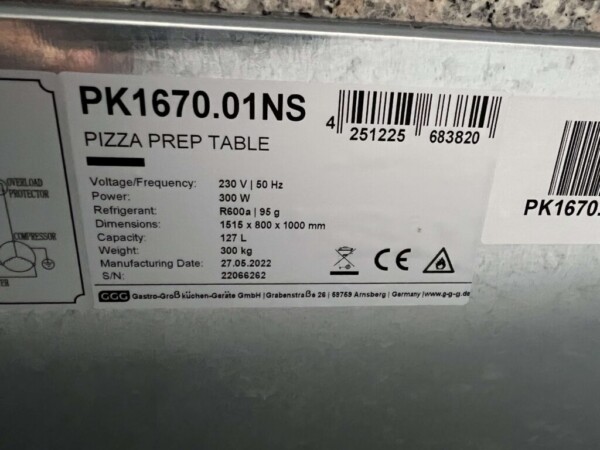 PK1670.01NS
PIZZA PREP TABLE
4 251225 683820
Voltage/Frequency: 230 V | 50 Hz
Power: 300 W
Refrigerant: R600a | 95 g
Dimensions: 1515 x 800 x 1000 mm
Capacity: 127 L
Weight: 300 kg
Manufacturing Date: 27.05.2022
S/N: 22066262
CE
GGG Gastro-Großküchen-Geräte GmbH | Grabenstraße 26 | 59759 Arnsberg | Germany | www.g-g-g.de
OVERLOAD
PROTECTOR
COMPRESSOR
PK1670.